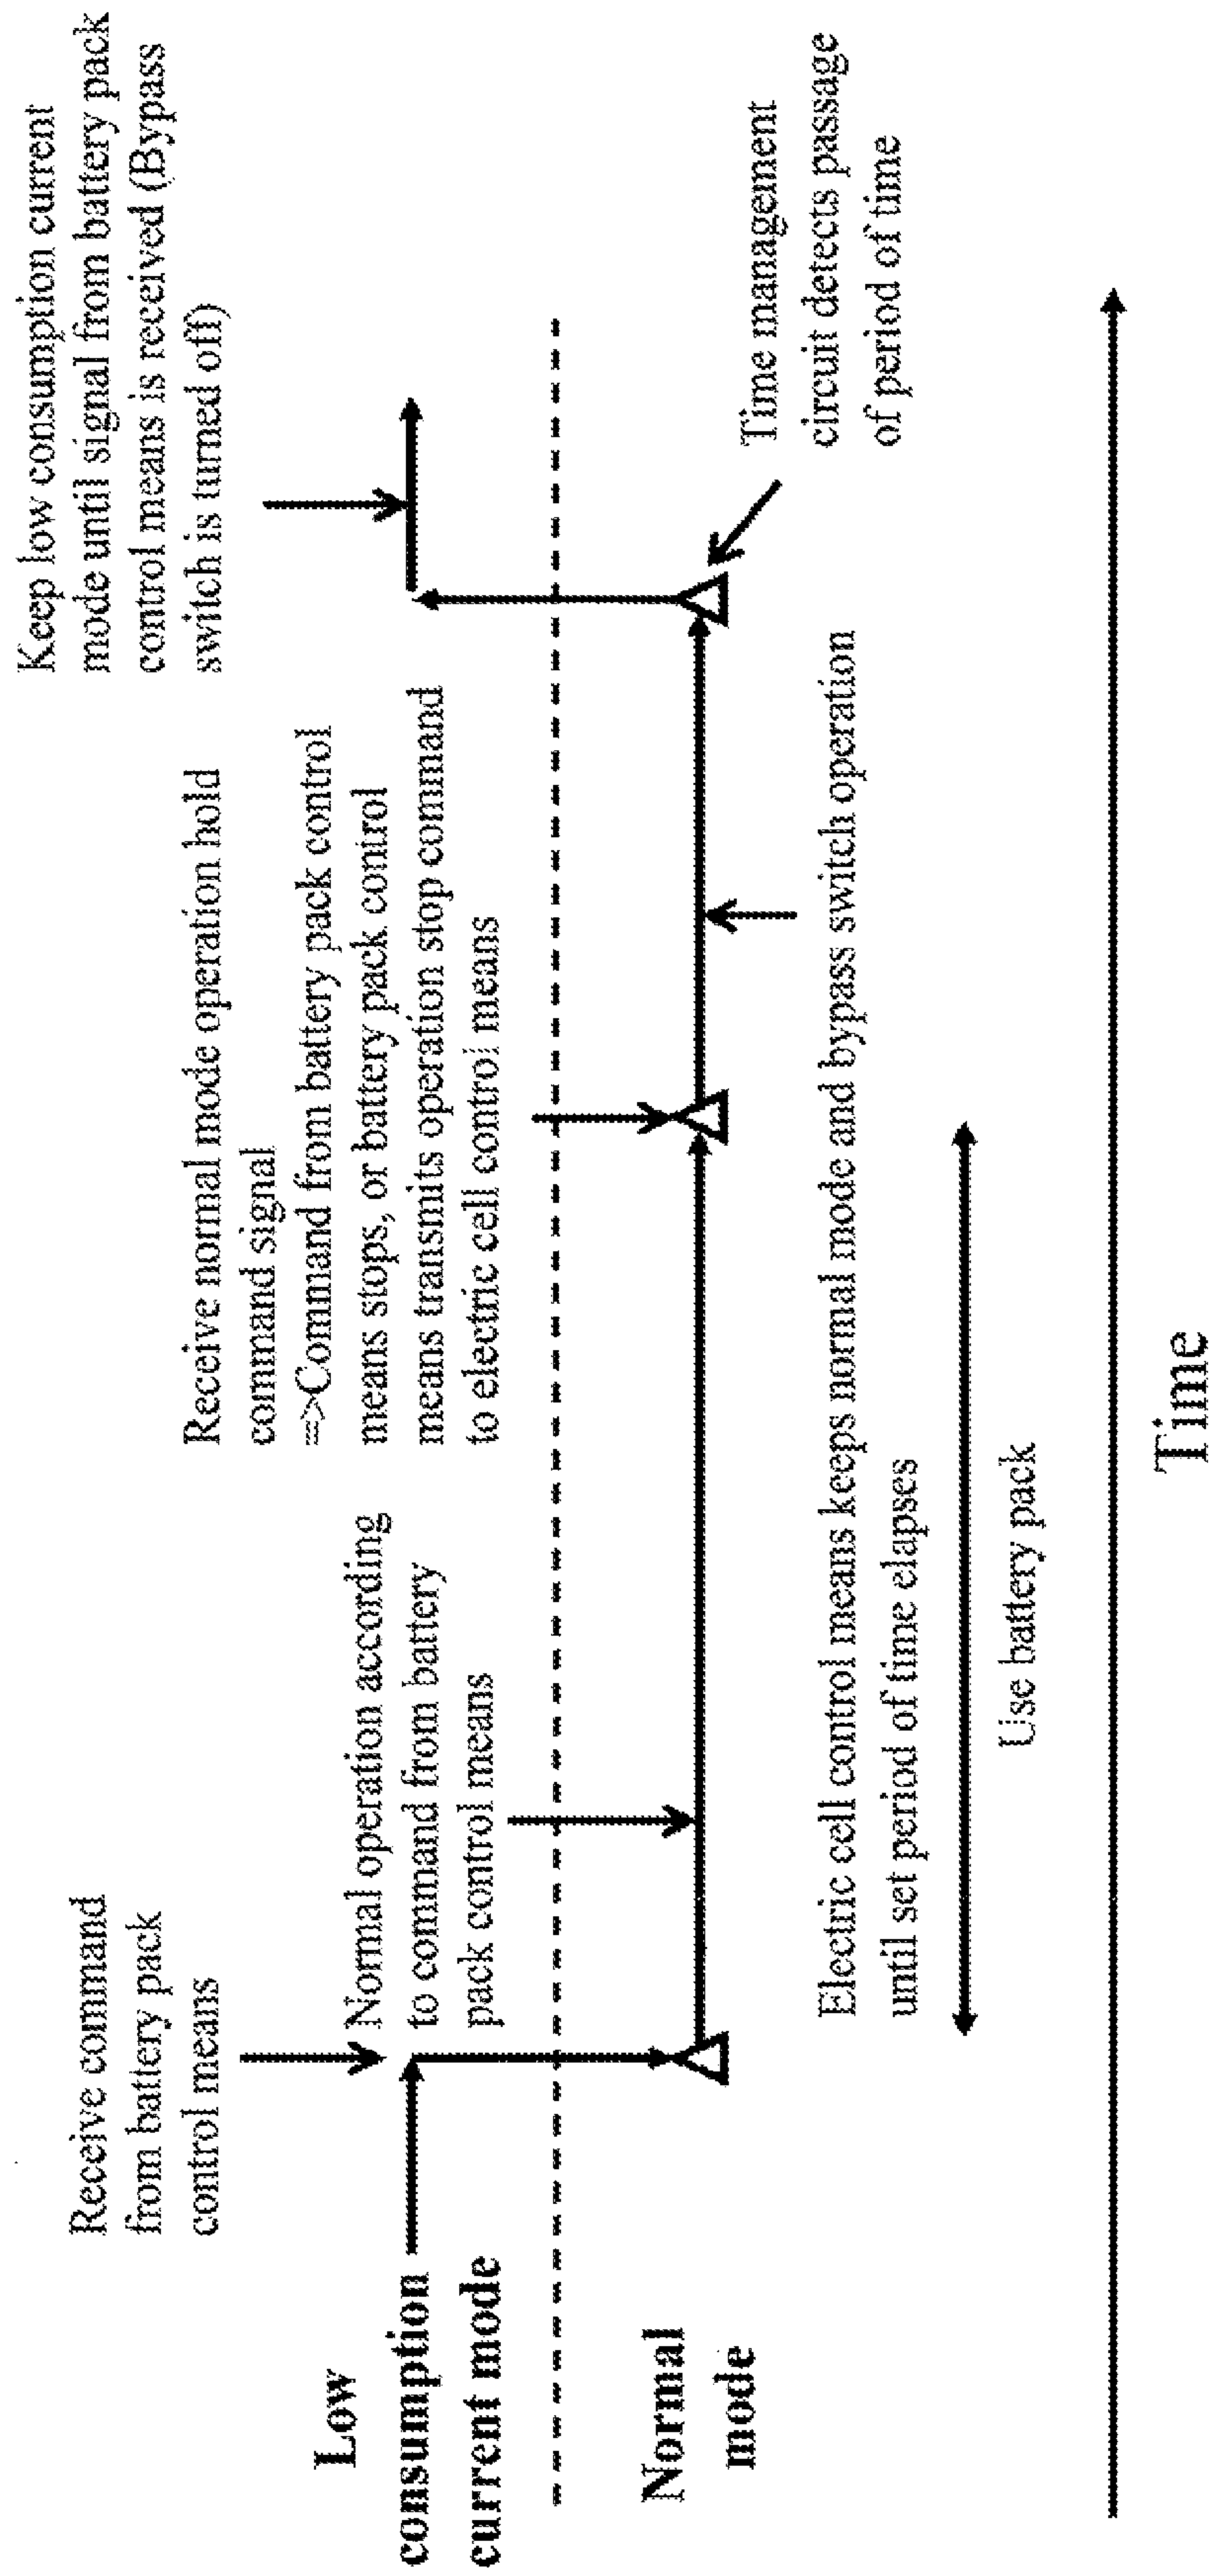 Receive command
from battery pack
control means
Normal operation according
to command from battery
pack control means
Receive normal mode operation hold
command signal
=>Command from battery pack control
means stops, or battery pack control
means transmits operation stop command
to electric cell control means
Keep low consumption current
mode until signal from battery pack
control means is received (Bypass
switch is turned off)
Low
consumption
current mode
Normal
mode
Time management
circuit detects passage
of period of time
Electric cell control means keeps normal mode and bypass switch operation
until set period of time elapses
Use battery pack
Time